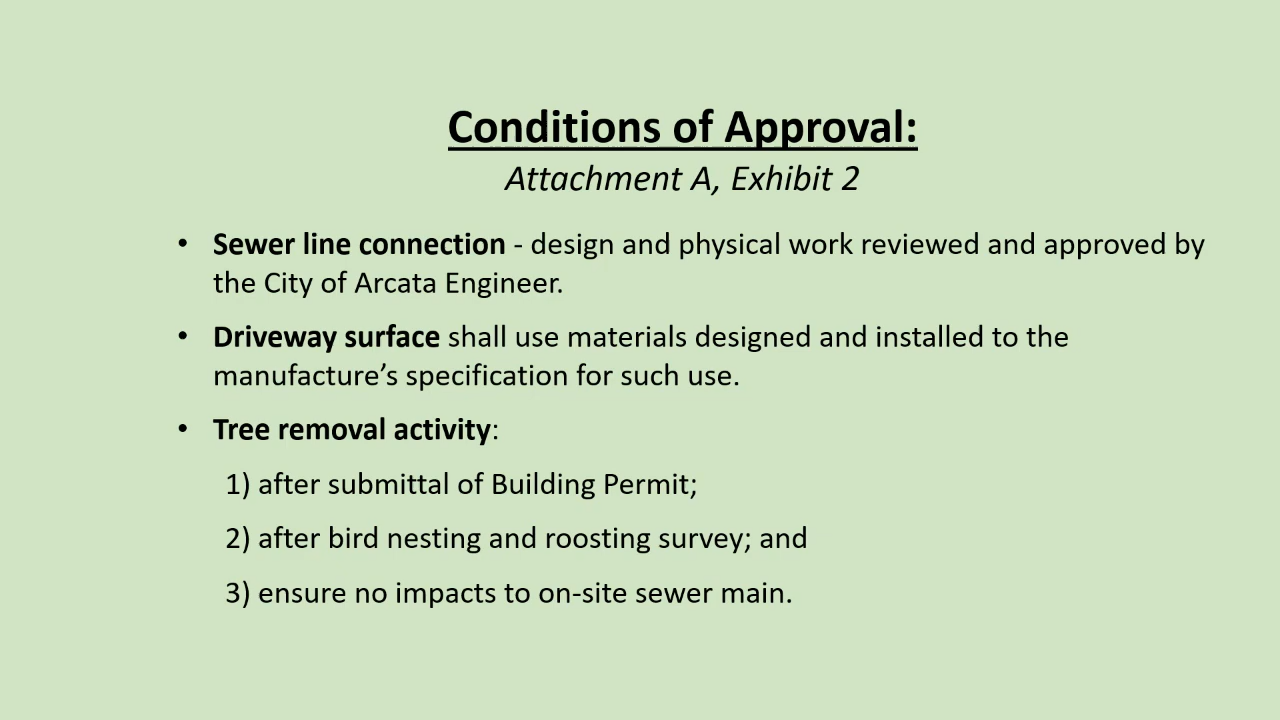 Conditions of Approval:
Attachment A, Exhibit 2
• Sewer line connection - design and physical work reviewed and approved by
the City of Arcata Engineer.
• Driveway surface shall use materials designed and installed to the
manufacture’s specification for such use.
• Tree removal activity:
1) after submittal of Building Permit;
2) after bird nesting and roosting survey; and
3) ensure no impacts to on-site sewer main.